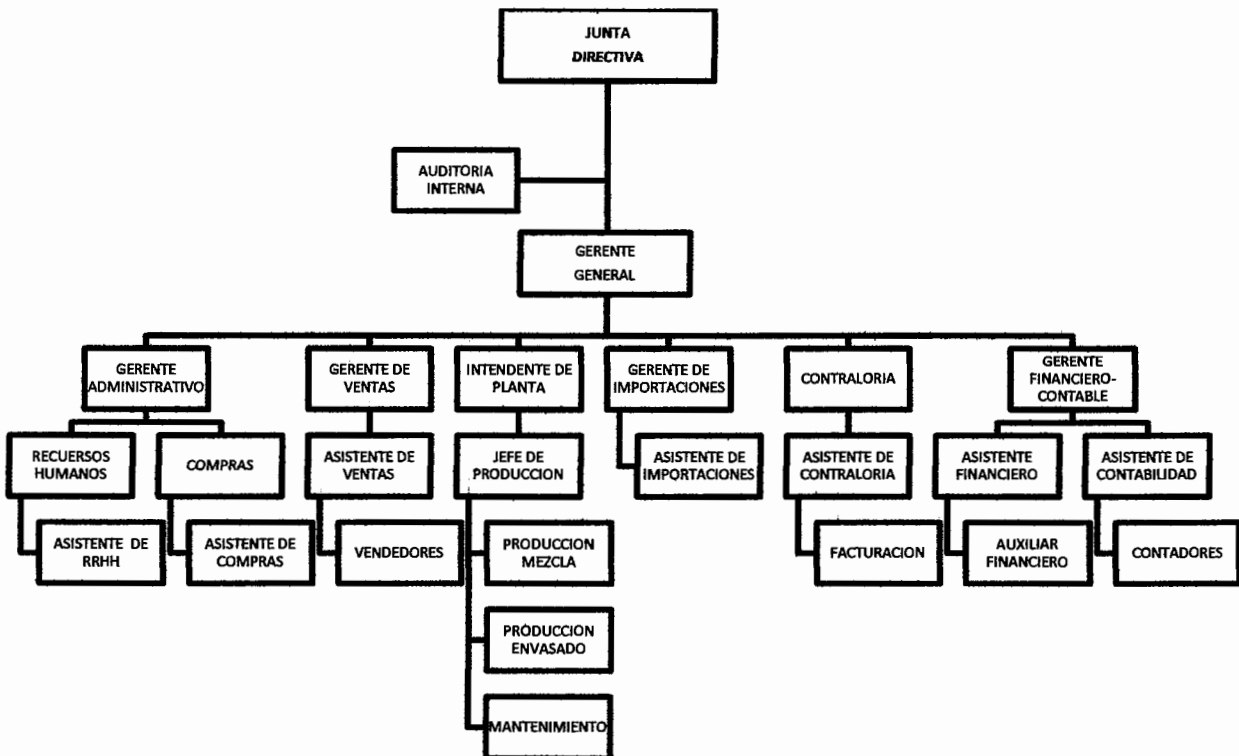 JUNTA
DIRECTIVA
AUDITORIA
INTERNA
GERENTE
GENERAL
GERENTE
ADMINISTRATIVO
GERENTE DE
VENTAS
INTENDENTE DE
PLANTA
GERENTE DE
IMPORTACIONES
CONTRALORIA
GERENTE
FINANCIERO-
CONTABLE
RECUERSOS
HUMANOS
COMPRAS
ASISTENTE DE
VENTAS
JEFE DE
PRODUCCION
ASISTENTE DE
IMPORTACIONES
ASISTENTE DE
CONTRALORIA
ASISTENTE
FINANCIERO
ASISTENTE
DE CONTABILIDAD
ASISTENTE DE
RRHH
ASISTENTE DE
COMPRAS
VENDEDORES
PRODUCCION
MEZCLA
FACTURACION
AUXILIAR
FINANCIERO
CONTADORES
PRODUCCION
ENVASADO
MANTENIMIENTO